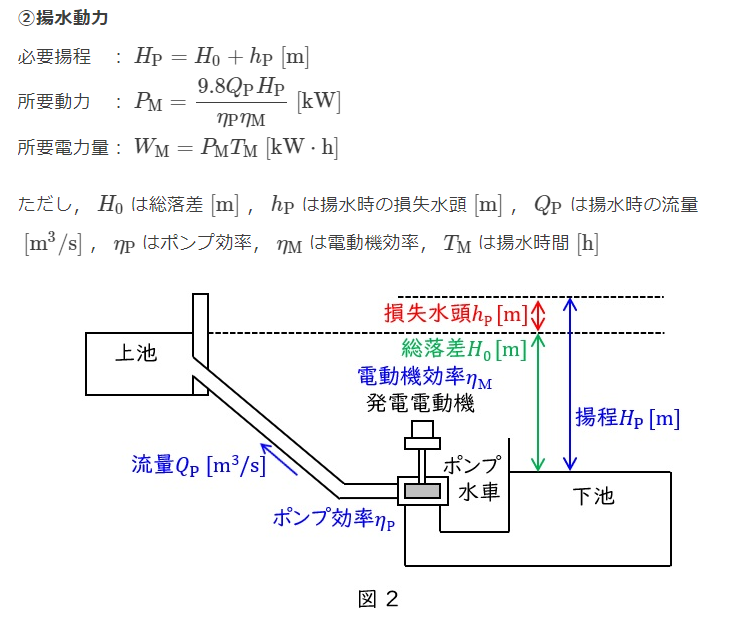 ②揚水動力
必要揚程 ： H_P = H_0 + h_P [m]
所要動力 ： P_M = 9.8Q_P H_P / η_P η_M [kW]
所要電力量： W_M = P_M T_M [kW・h]
ただし， H_0 は総落差 [m] ， h_P は揚水時の損失水頭 [m] ， Q_P は揚水時の流量
[m³/s] ， η_P はポンプ効率， η_M は電動機効率， T_M は揚水時間 [h]
損失水頭h_P [m]
上池
総落差H_0 [m]
電動機効率η_M
発電電動機
揚程H_P [m]
流量Q_P [m³/s]
ポンプ
水車
下池
ポンプ効率η_P
図 2